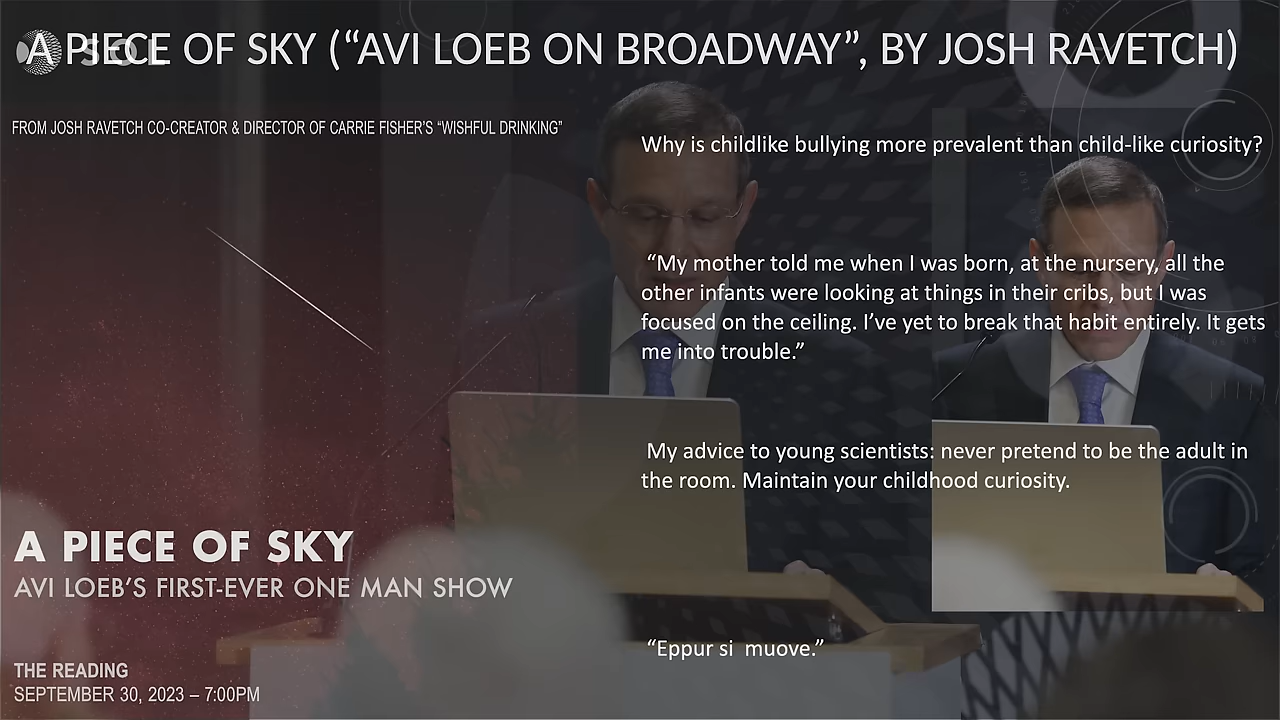 A PIECE OF SKY (“AVI LOEB ON BROADWAY”, BY JOSH RAVETCH)
SOL
FROM JOSH RAVETCH CO-CREATOR & DIRECTOR OF CARRIE FISHER’S “WISHFUL DRINKING”
Why is childlike bullying more prevalent than child-like curiosity?
“My mother told me when I was born, at the nursery, all the
other infants were looking at things in their cribs, but I was
focused on the ceiling. I’ve yet to break that habit entirely. It gets
me into trouble.”
My advice to young scientists: never pretend to be the adult in
the room. Maintain your childhood curiosity.
“Eppur si  muove.”
A PIECE OF SKY
AVI LOEB’S FIRST-EVER ONE MAN SHOW
THE READING
SEPTEMBER 30, 2023 – 7:00PM